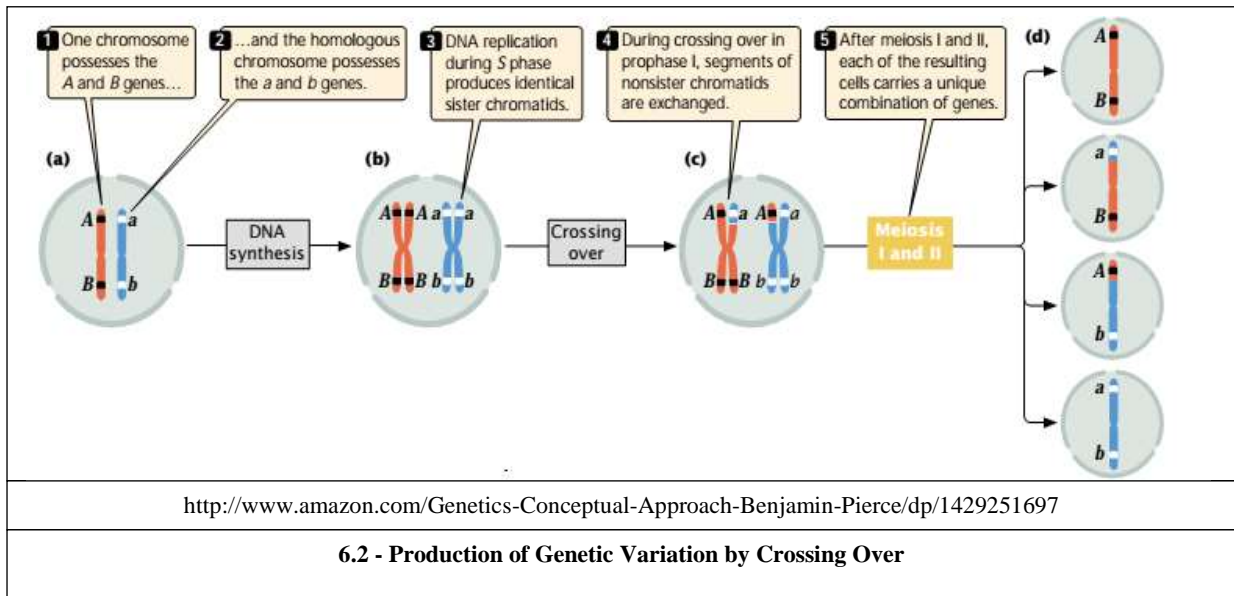 1 One chromosome
possesses the
A and B genes…
2 …and the homologous
chromosome possesses
the a and b genes.
3 DNA replication
during S phase
produces identical
sister chromatids.
4 During crossing over in
prophase I, segments of
nonsister chromatids
are exchanged.
5 After meiosis I and II,
each of the resulting
cells carries a unique
combination of genes.
(a)
A a
B b
DNA
synthesis
(b)
A A a a
B B b b
Crossing
over
(c)
A a A a
B B b b
Meiosis
I and II
(d)
A
B
a
B
A
b
a
b
http://www.amazon.com/Genetics-Conceptual-Approach-Benjamin-Pierce/dp/1429251697
6.2 - Production of Genetic Variation by Crossing Over